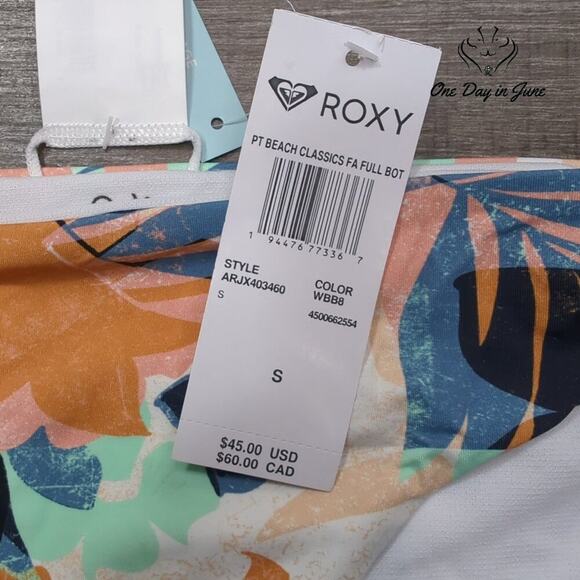 One Day in June
ROXY
PT BEACH CLASSICS FA FULL BOT
1 94476 77336 7
STYLE
ARJX403460
COLOR
WBB8
S
4500662554
S
$45.00 USD
$60.00 CAD